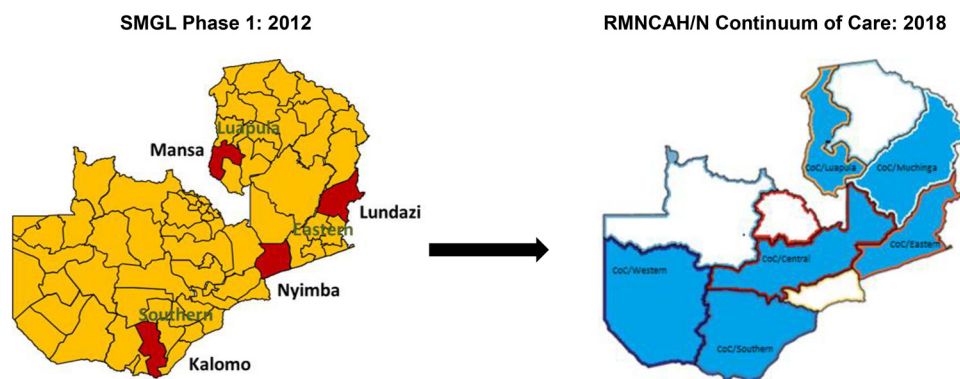 SMGL Phase 1: 2012
RMNCAH/N Continuum of Care: 2018
Luapula
Mansa
Lundazi
Eastern
Nyimba
Southern
Kalomo
CoC/Luapula
CoC/Muchinga
CoC/Eastern
CoC/Central
CoC/Western
CoC/Southern